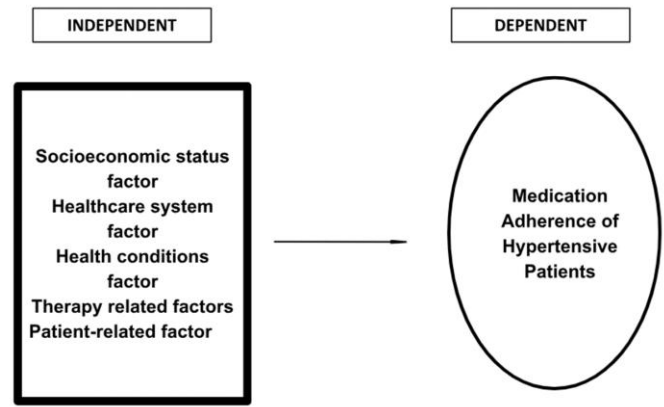 INDEPENDENT
DEPENDENT
Socioeconomic status
factor
Healthcare system
factor
Health conditions
factor
Therapy related factors
Patient-related factor
Medication
Adherence of
Hypertensive
Patients